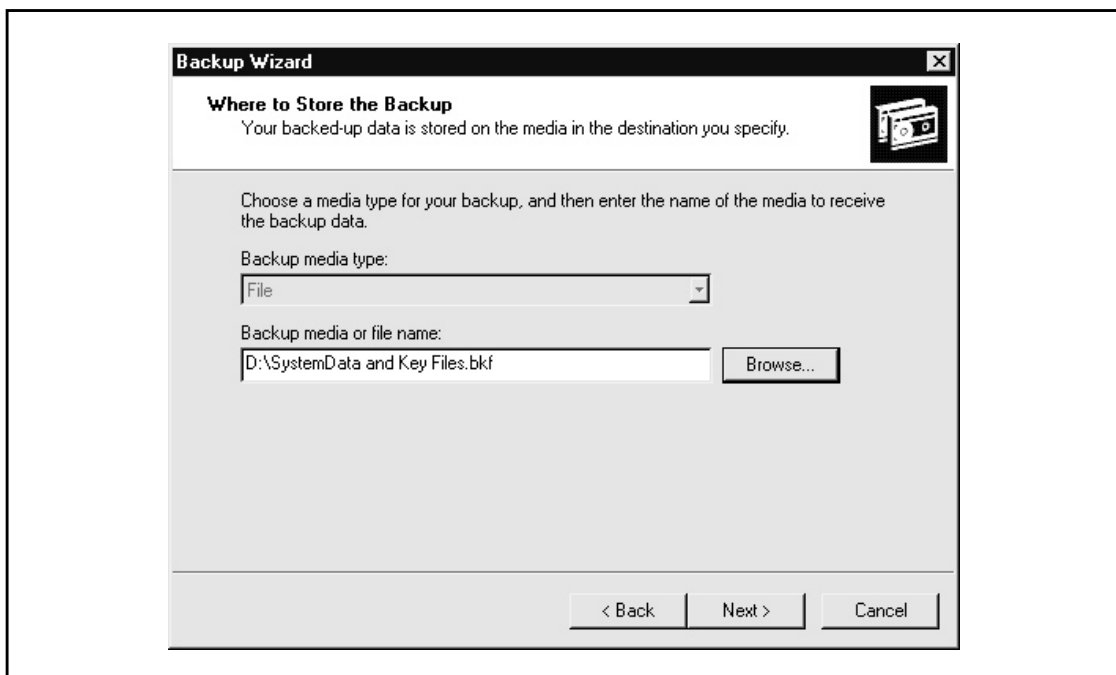 Backup Wizard
Where to Store the Backup
Your backed-up data is stored on the media in the destination you specify.
Choose a media type for your backup, and then enter the name of the media to receive
the backup data.
Backup media type:
File
Backup media or file name:
D:\SystemData and Key Files.bkf
Browse...
< Back
Next >
Cancel